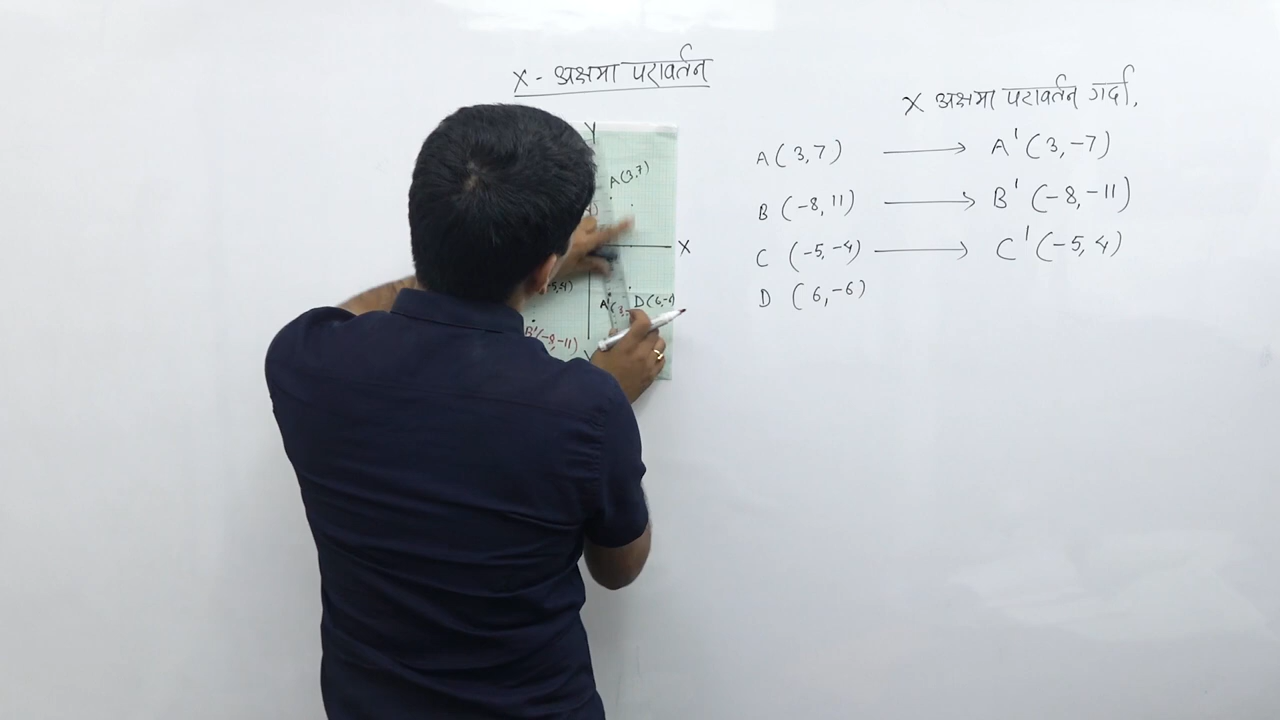 X - अक्षमा परावर्तन
X अक्षमा परावर्तन गर्दा,
A (3, 7) ⟶ A' (3, -7)
B (-8, 11) ⟶ B' (-8, -11)
C (-5, -4) ⟶ C' (-5, 4)
D (6, -6)
Y
A (3, 7)
X
D (6, -6)
A' (3,
B' (-8, -11)